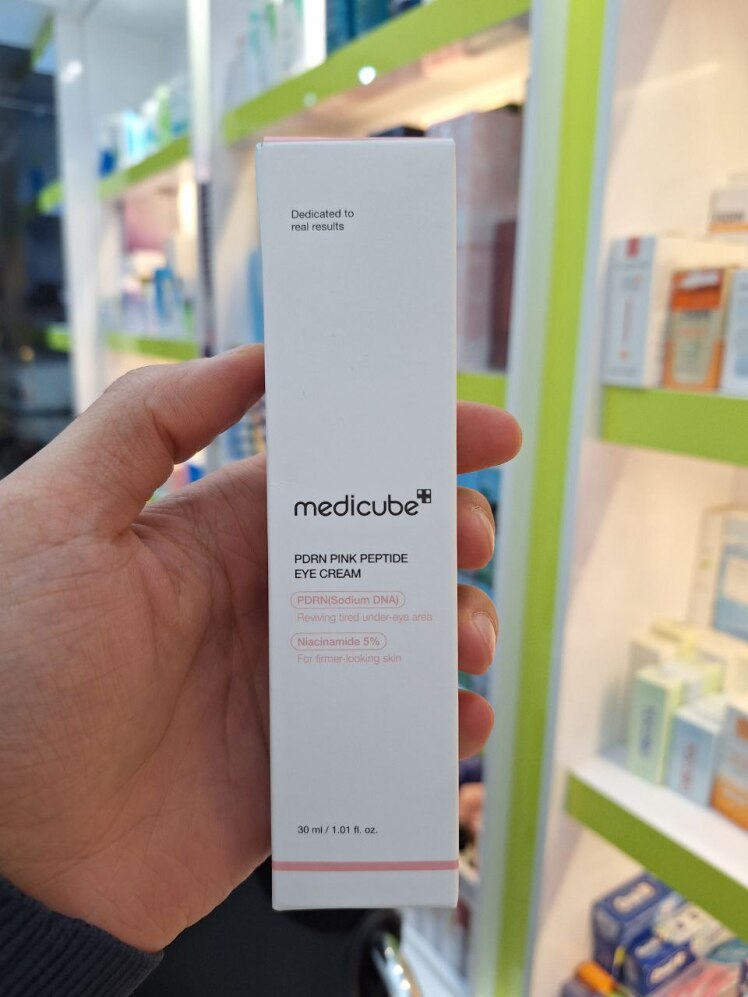 Dedicated to
real results
medicube
PDRN PINK PEPTIDE
EYE CREAM
PDRN(Sodium DNA)
Reviving tired under-eye area
Niacinamide 5%
For firmer-looking skin
30 ml / 1.01 fl. oz.